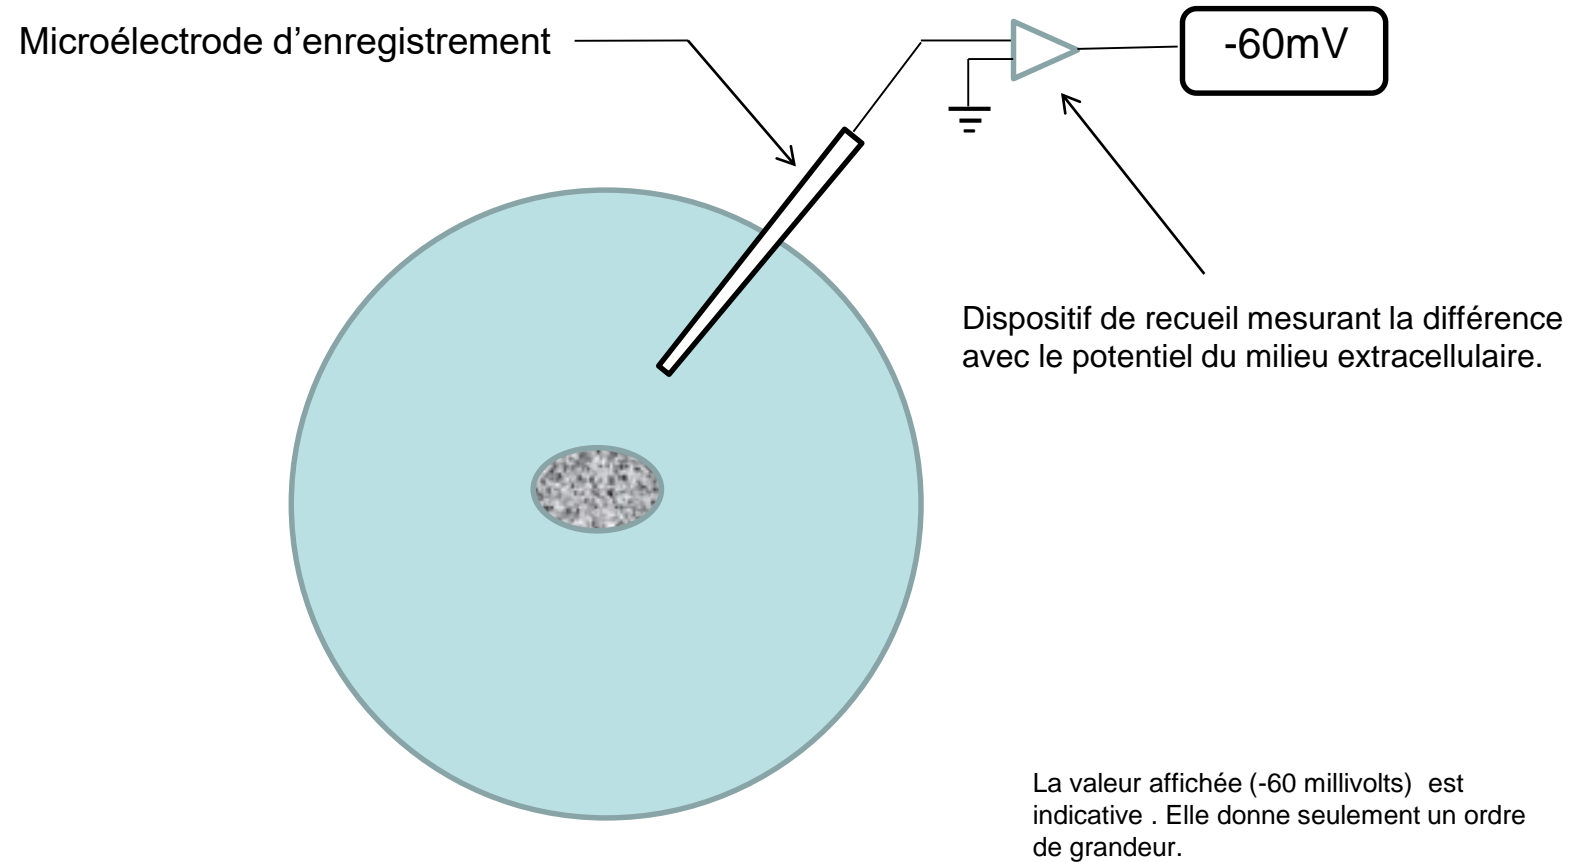 Microélectrode d’enregistrement
-60mV
Dispositif de recueil mesurant la différence
avec le potentiel du milieu extracellulaire.
La valeur affichée (-60 millivolts)  est
indicative . Elle donne seulement un ordre
de grandeur.